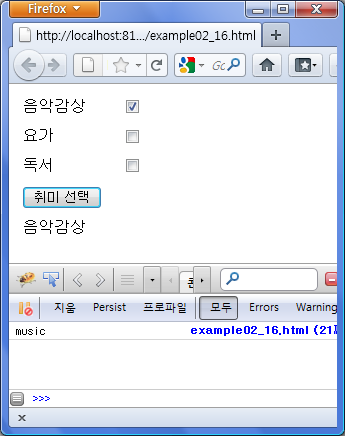 Firefox
http://localhost:81.../example02_16.html
음악감상
요가
독서
취미 선택
음악감상
지움 Persist 프로파일 모두 Errors Warning
music example02_16.html (21
>>>